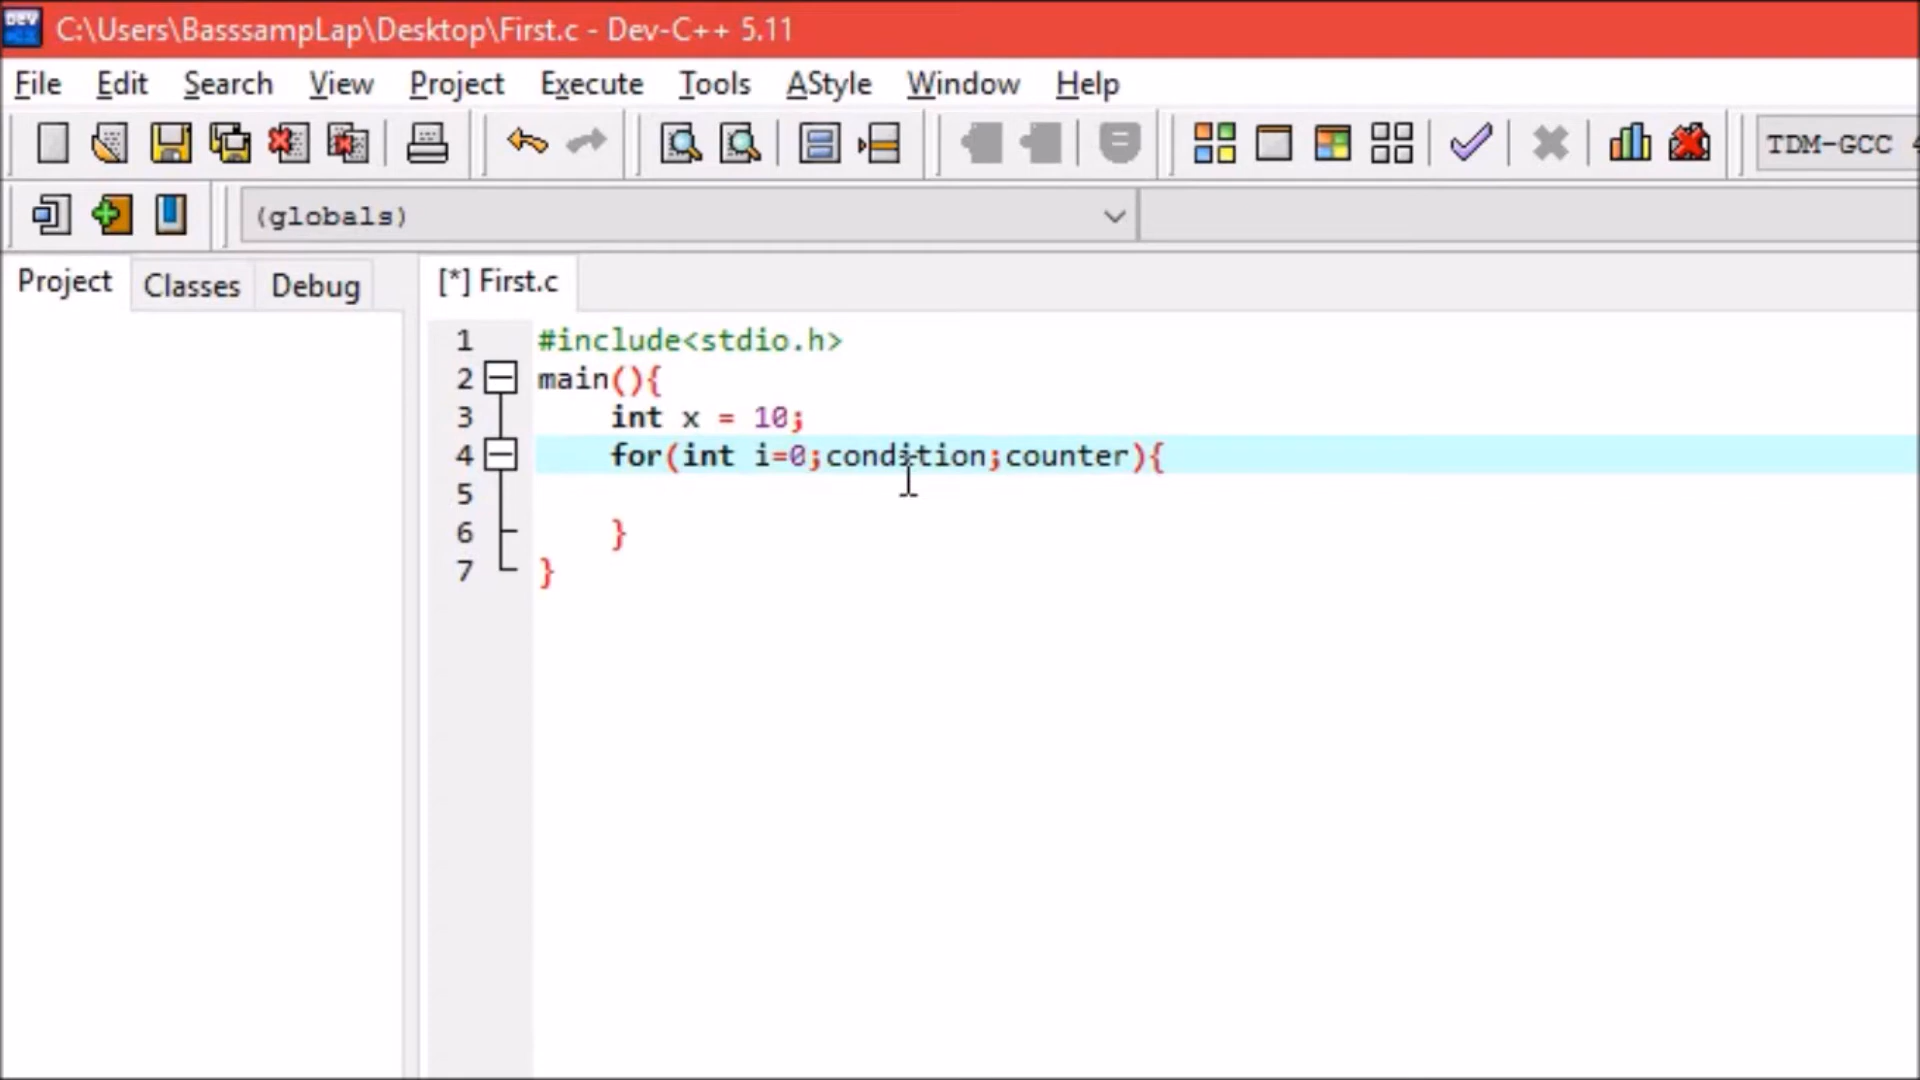 DEV
C:\Users\BasssampLap\Desktop\First.c - Dev-C++ 5.11
File Edit Search View Project Execute Tools AStyle Window Help
TDM-GCC 4
(globals)
Project Classes Debug
[*] First.c
1 #include<stdio.h>
2 main(){
3 int x = 10;
4 for(int i=0;condition;counter){
5
6 }
7 }